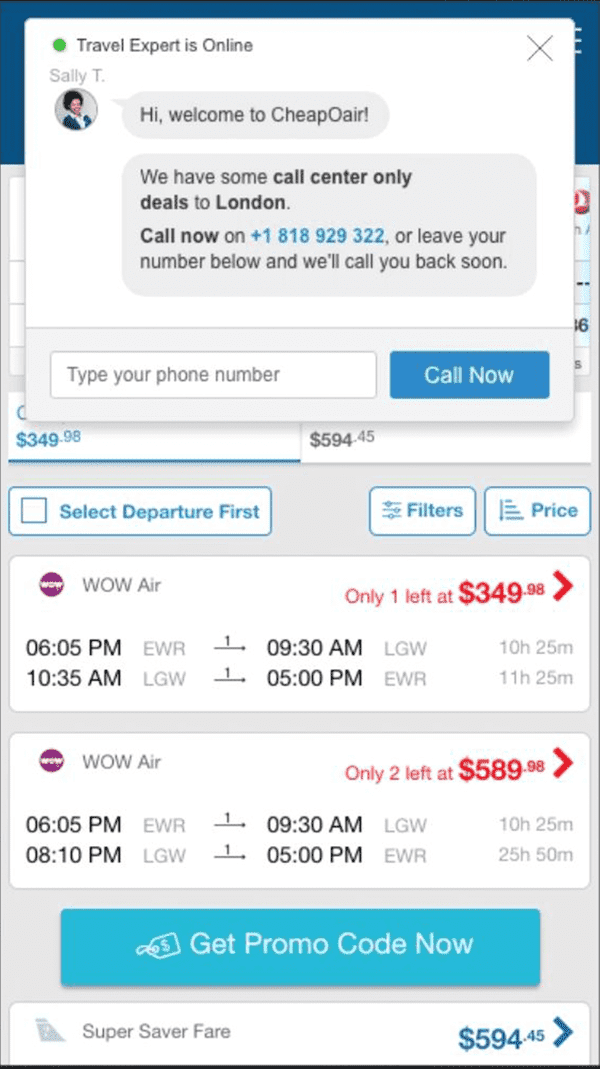 Travel Expert is Online
Sally T.
Hi, welcome to CheapOair!
We have some call center only
deals to London.
Call now on +1 818 929 322, or leave your
number below and we'll call you back soon.
Type your phone number
Call Now
$349.98
$594.45
Select Departure First
Filters
Price
wow WOW Air
Only 1 left at $349.98
06:05 PM EWR 1 09:30 AM LGW 10h 25m
10:35 AM LGW 1 05:00 PM EWR 11h 25m
wow WOW Air
Only 2 left at $589.98
06:05 PM EWR 1 09:30 AM LGW 10h 25m
08:10 PM LGW 1 05:00 PM EWR 25h 50m
$ Get Promo Code Now
Super Saver Fare
$594.45